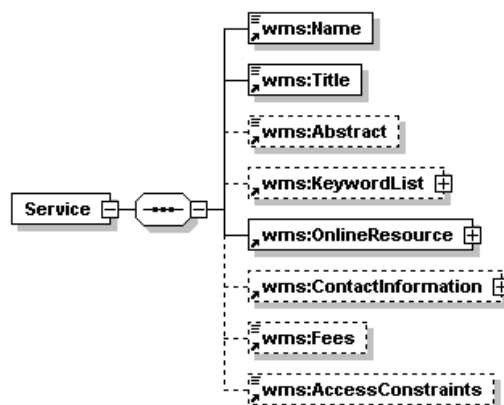 wms:Name
wms:Title
wms:Abstract
wms:KeywordList
Service
wms:OnlineResource
wms:ContactInformation
wms:Fees
wms:AccessConstraints